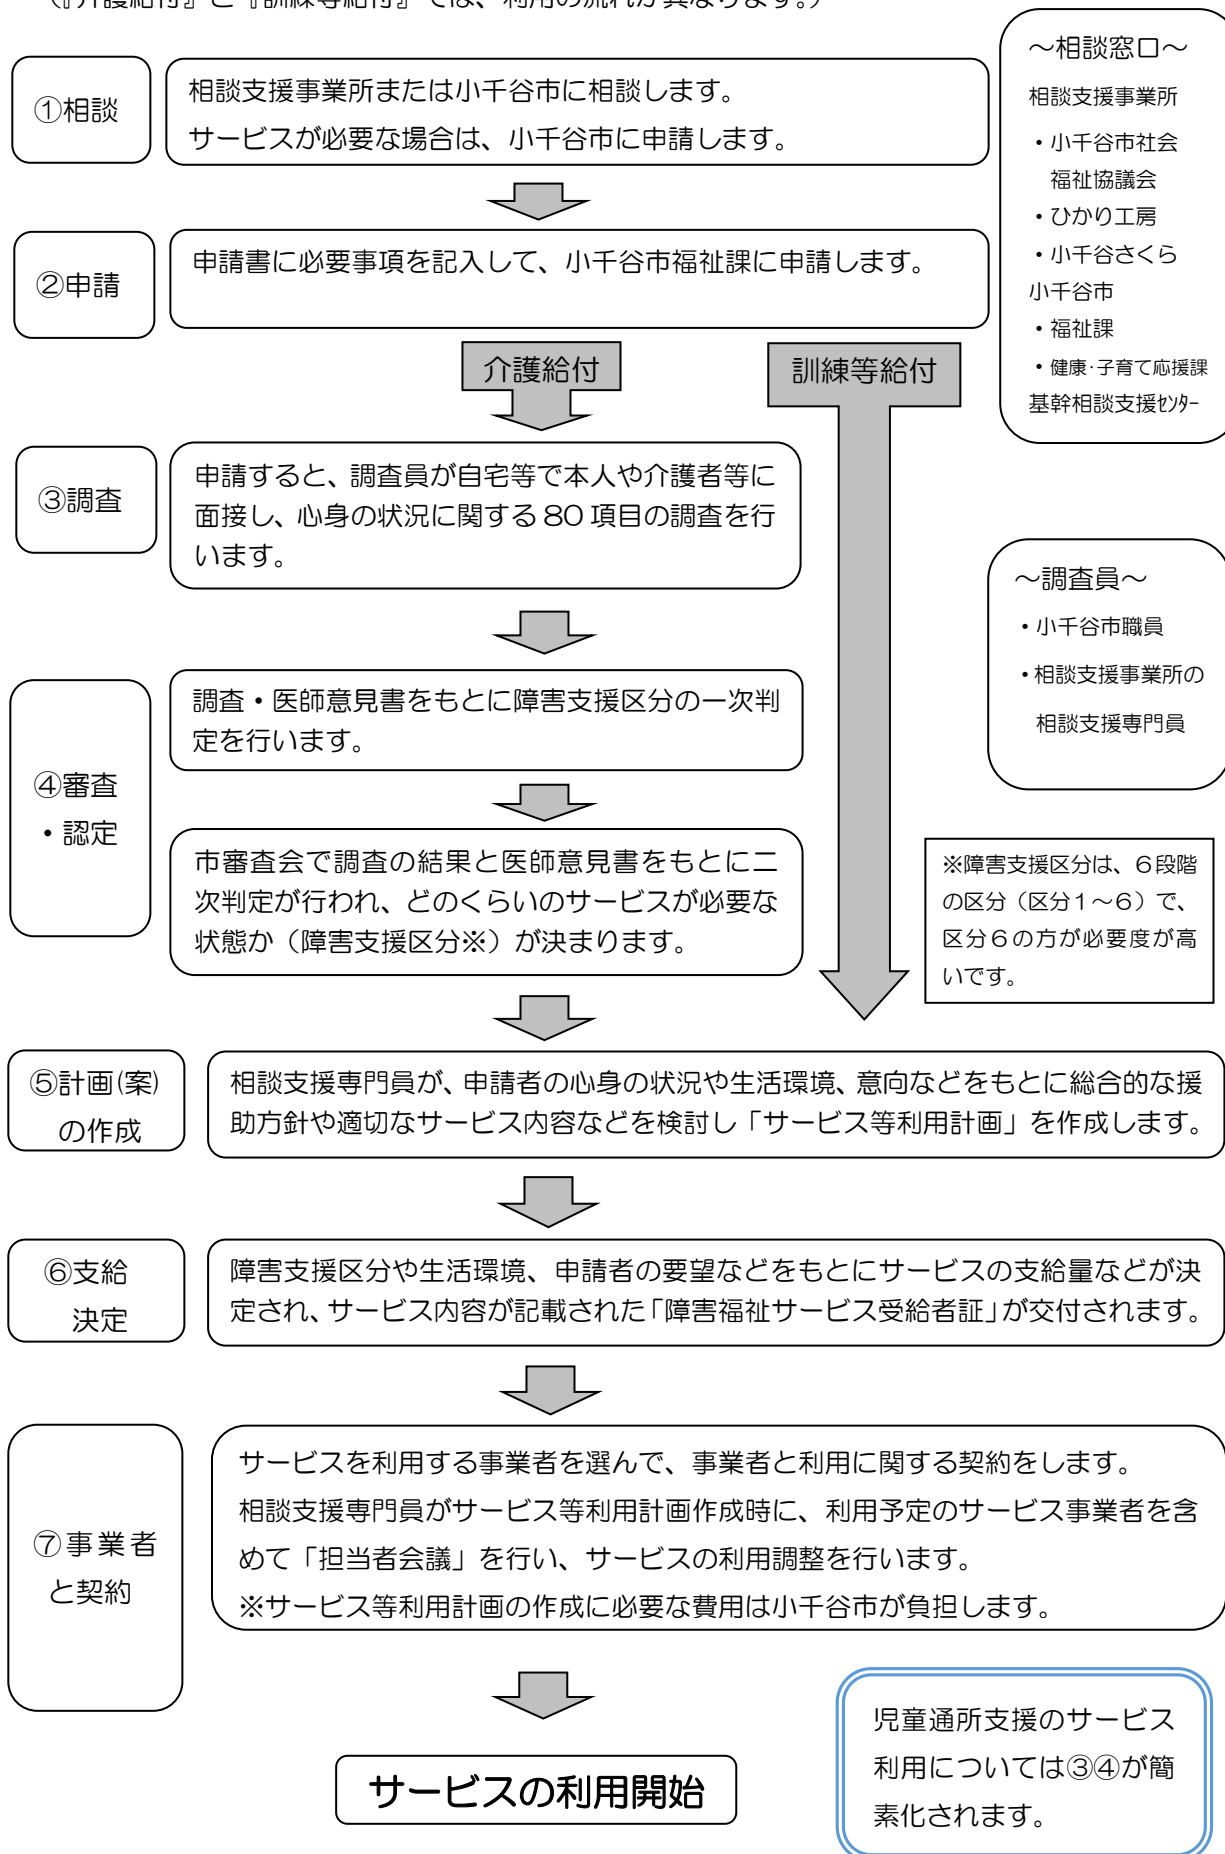 （『介護給付』と『訓練等給付』では、利用の流れが異なります。）
①相談
相談支援事業所または小千谷市に相談します。
サービスが必要な場合は、小千谷市に申請します。
～相談窓口～
相談支援事業所
・小千谷市社会
福祉協議会
・ひかり工房
・小千谷さくら
小千谷市
・福祉課
・健康･子育て応援課
基幹相談支援ｾﾝﾀｰ
②申請
申請書に必要事項を記入して、小千谷市福祉課に申請します。
介護給付
訓練等給付
③調査
申請すると、調査員が自宅等で本人や介護者等に
面接し、心身の状況に関する 80 項目の調査を行
います。
～調査員～
・小千谷市職員
・相談支援事業所の
相談支援専門員
④審査
・認定
調査・医師意見書をもとに障害支援区分の一次判
定を行います。
市審査会で調査の結果と医師意見書をもとに二
次判定が行われ、どのくらいのサービスが必要な
状態か（障害支援区分※）が決まります。
※障害支援区分は、６段階
の区分（区分１～６）で、
区分６の方が必要度が高
いです。
⑤計画(案)
の作成
相談支援専門員が、申請者の心身の状況や生活環境、意向などをもとに総合的な援
助方針や適切なサービス内容などを検討し「サービス等利用計画」を作成します。
⑥支給
決定
障害支援区分や生活環境、申請者の要望などをもとにサービスの支給量などが決
定され、サービス内容が記載された「障害福祉サービス受給者証」が交付されます。
⑦事業者
と契約
サービスを利用する事業者を選んで、事業者と利用に関する契約をします。
相談支援専門員がサービス等利用計画作成時に、利用予定のサービス事業者を含
めて「担当者会議」を行い、サービスの利用調整を行います。
※サービス等利用計画の作成に必要な費用は小千谷市が負担します。
サービスの利用開始
児童通所支援のサービス
利用については③④が簡
素化されます。